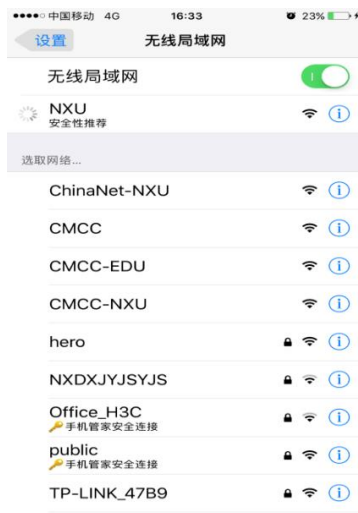 中国移动 4G 16:33 23%
设置 无线局域网
无线局域网
NXU
安全性推荐
选取网络...
ChinaNet-NXU
CMCC
CMCC-EDU
CMCC-NXU
hero
NXDXJYJSYJS
Office_H3C
手机管家安全连接
public
手机管家安全连接
TP-LINK_47B9